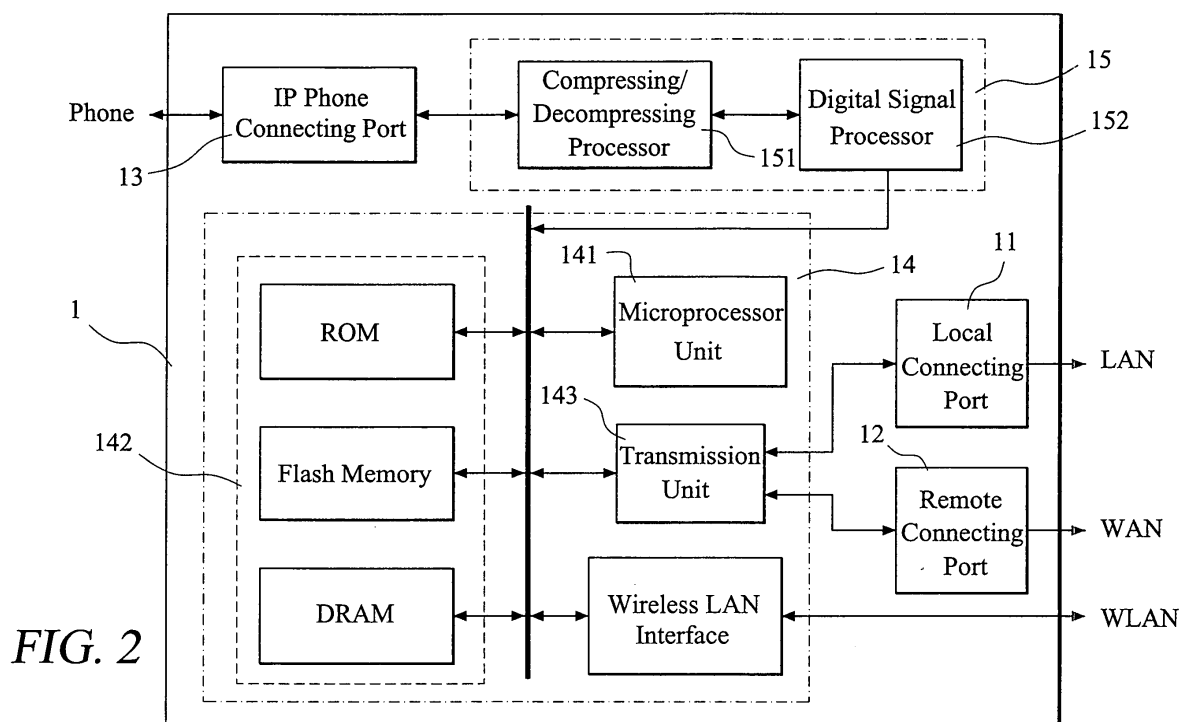 Phone
IP Phone
Connecting Port
13
Compressing/
Decompressing
Processor
151
Digital Signal
Processor
15
152
1
142
ROM
Flash Memory
DRAM
141
Microprocessor
Unit
14
143
Transmission
Unit
Wireless LAN
Interface
11
Local
Connecting
Port
LAN
12
Remote
Connecting
Port
WAN
WLAN
FIG. 2